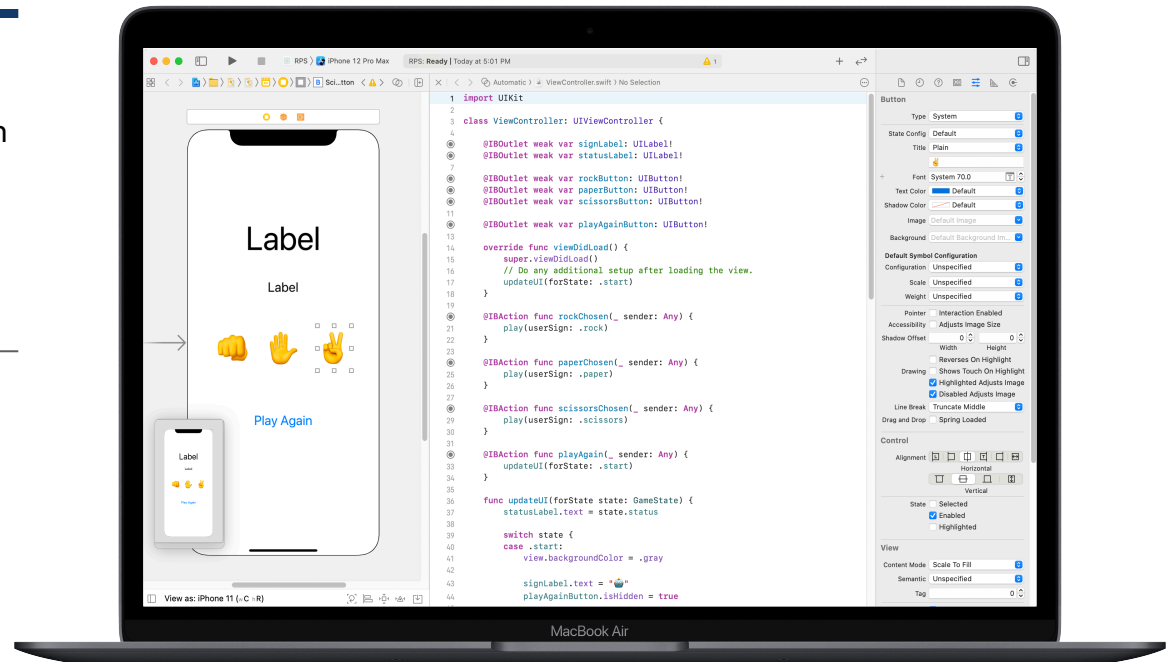 n
RPS 〉 iPhone 12 Pro Max
RPS: Ready | Today at 5:01 PM
1
Sci...tton
Automatic 〉 ViewController.swift 〉 No Selection
Label
Label
Play Again
Label
Label
Play Again
View as: iPhone 11 (wC hR)
1 import UIKit
2
3 class ViewController: UIViewController {
4
@IBOutlet weak var signLabel: UILabel!
@IBOutlet weak var statusLabel: UILabel!
7
@IBOutlet weak var rockButton: UIButton!
@IBOutlet weak var paperButton: UIButton!
@IBOutlet weak var scissorsButton: UIButton!
11
@IBOutlet weak var playAgainButton: UIButton!
13
14 override func viewDidLoad() {
15 super.viewDidLoad()
16 // Do any additional setup after loading the view.
17 updateUI(forState: .start)
18 }
19
@IBAction func rockChosen(_ sender: Any) {
21 play(userSign: .rock)
22 }
23
@IBAction func paperChosen(_ sender: Any) {
25 play(userSign: .paper)
26 }
27
@IBAction func scissorsChosen(_ sender: Any) {
29 play(userSign: .scissors)
30 }
31
@IBAction func playAgain(_ sender: Any) {
33 updateUI(forState: .start)
34 }
35
36 func updateUI(forState state: GameState) {
37 statusLabel.text = state.status
38
39 switch state {
40 case .start:
41 view.backgroundColor = .gray
42
43 signLabel.text = "🤖"
44 playAgainButton.isHidden = true
Button
Type System
State Config Default
Title Plain
✌️
Font System 70.0
Text Color Default
Shadow Color Default
Image Default Image
Background Default Background Im...
Default Symbol Configuration
Configuration Unspecified
Scale Unspecified
Weight Unspecified
Pointer Interaction Enabled
Accessibility Adjusts Image Size
Shadow Offset 0 0
Width Height
Reverses On Highlight
Drawing Shows Touch On Highlight
Highlighted Adjusts Image
Disabled Adjusts Image
Line Break Truncate Middle
Drag and Drop Spring Loaded
Control
Alignment
Horizontal
Vertical
State Selected
Enabled
Highlighted
View
Content Mode Scale To Fill
Semantic Unspecified
Tag 0
MacBook Air